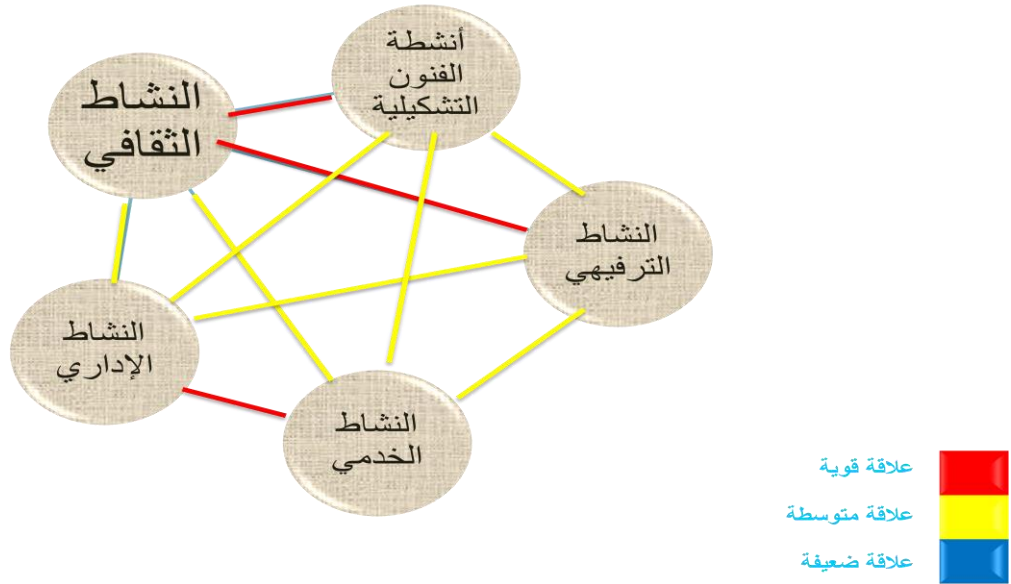 أنشطة
الفنون
التشكيلية
النشاط
الثقافي
النشاط
الترفيهي
النشاط
الإداري
النشاط
الخدمي
علاقة قوية
علاقة متوسطة
علاقة ضعيفة